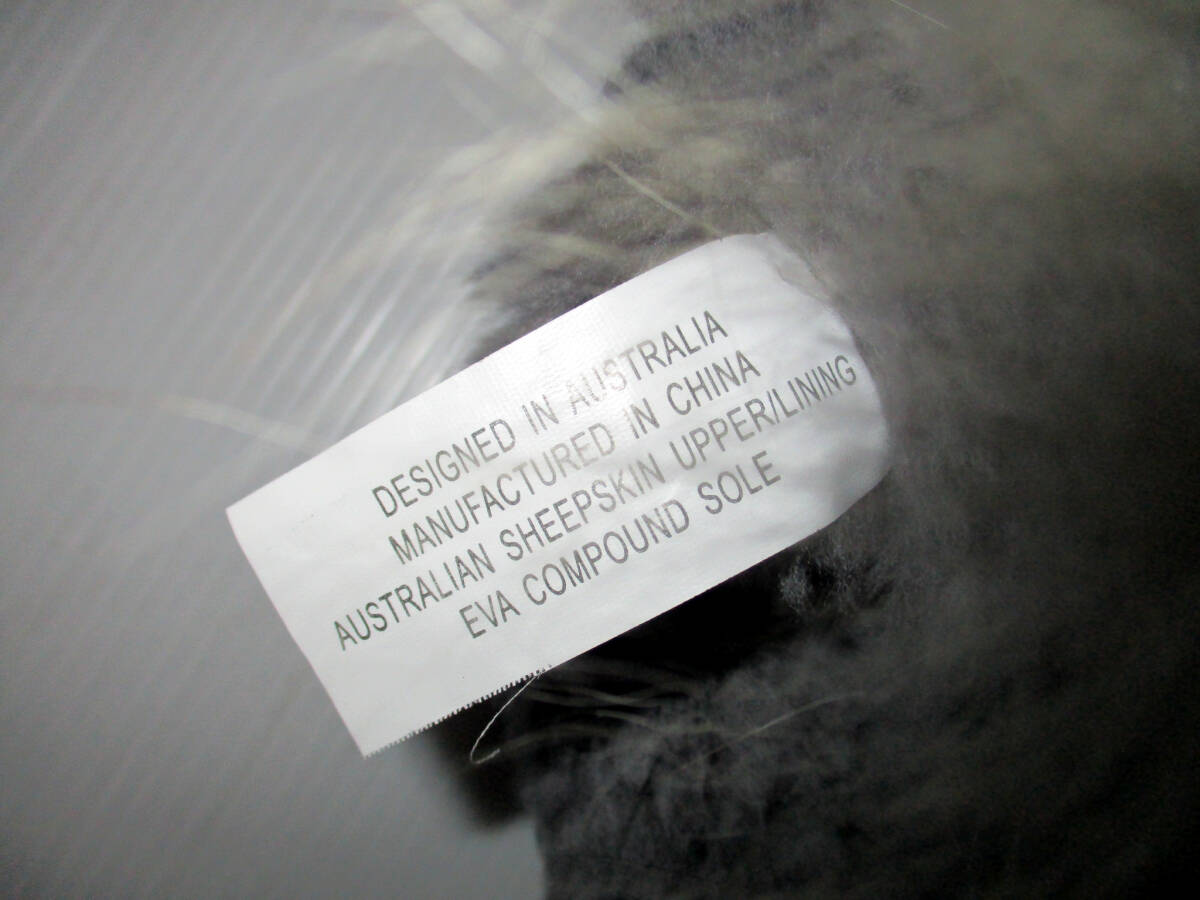 DESIGNED IN AUSTRALIA
MANUFACTURED IN CHINA
AUSTRALIAN SHEEPSKIN UPPER/LINING
EVA COMPOUND SOLE